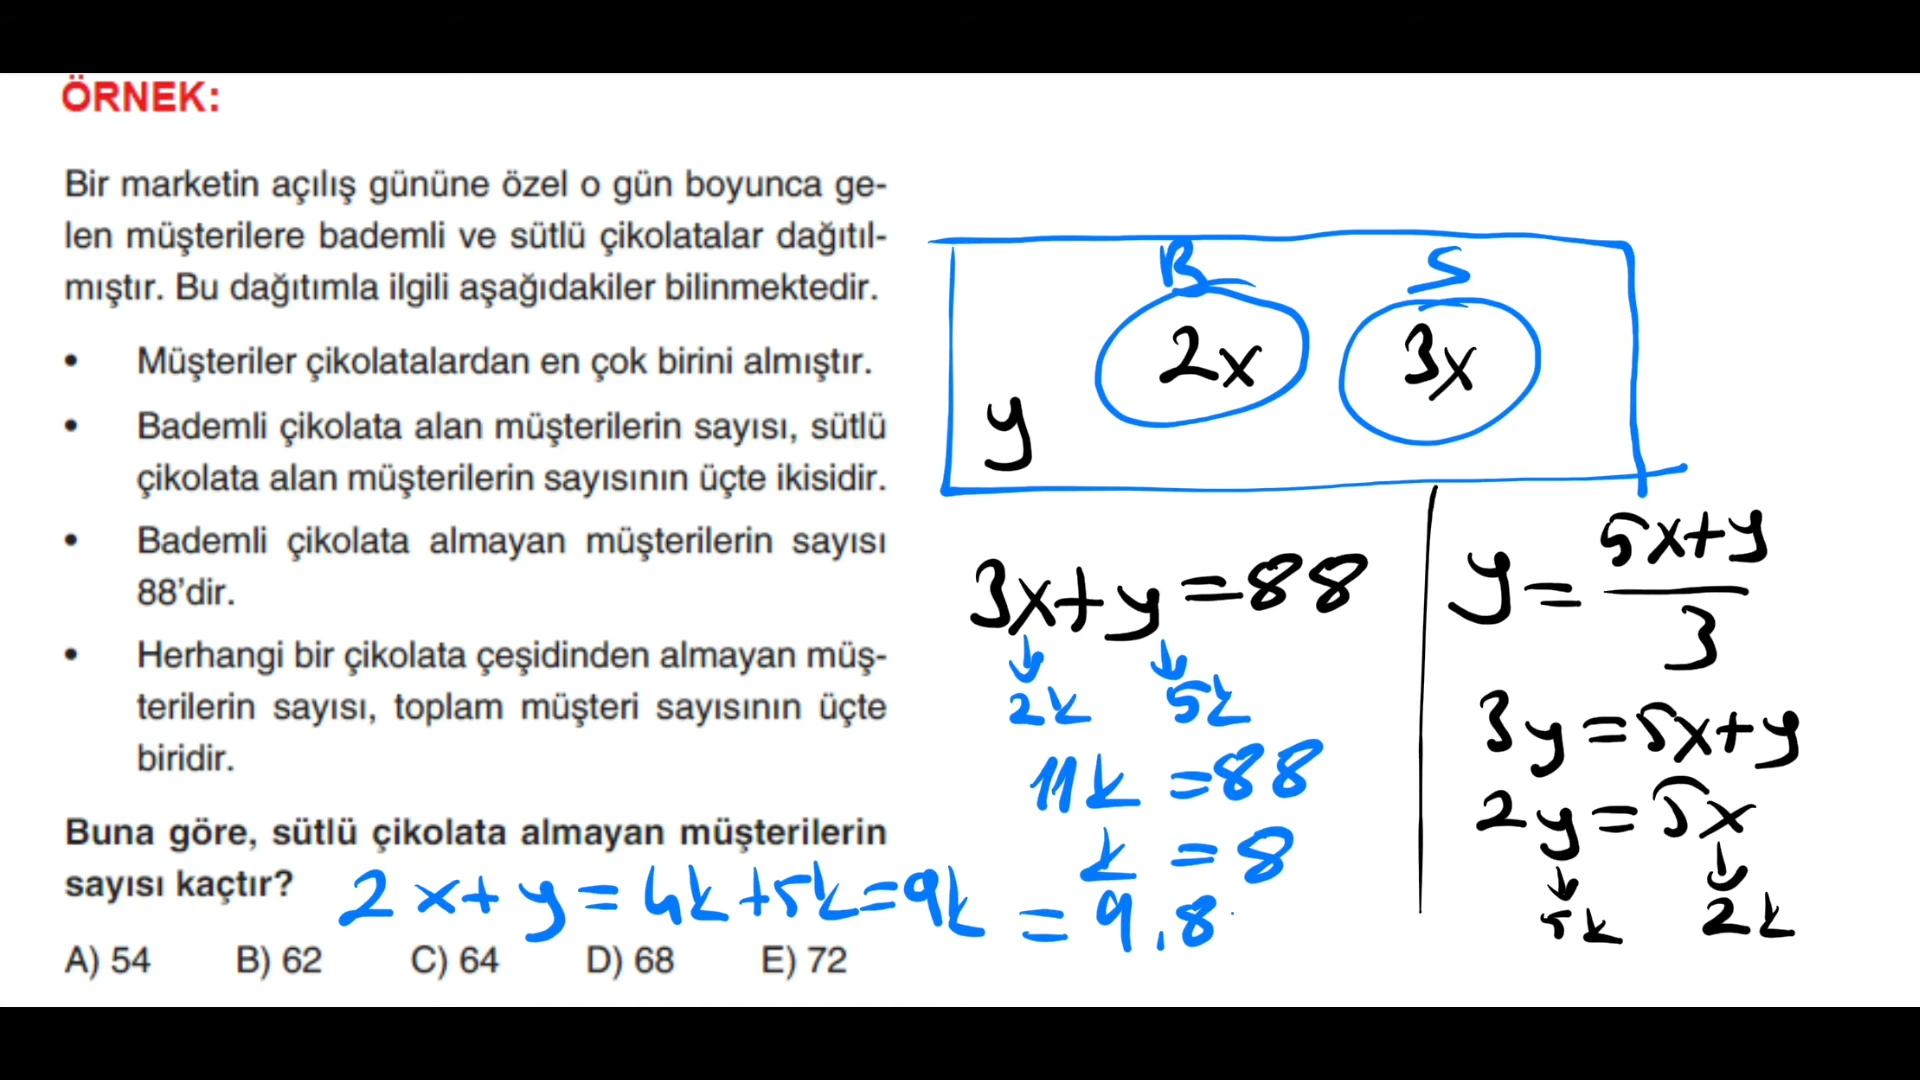 ÖRNEK:
Bir marketin açılış gününe özel o gün boyunca ge-
len müşterilere bademli ve sütlü çikolatalar dağıtıl-
mıştır. Bu dağıtımla ilgili aşağıdakiler bilinmektedir.
• Müşteriler çikolatalardan en çok birini almıştır.
• Bademli çikolata alan müşterilerin sayısı, sütlü
çikolata alan müşterilerin sayısının üçte ikisidir.
• Bademli çikolata almayan müşterilerin sayısı
88'dir.
• Herhangi bir çikolata çeşidinden almayan müş-
terilerin sayısı, toplam müşteri sayısının üçte
biridir.
Buna göre, sütlü çikolata almayan müşterilerin
sayısı kaçtır?
2x+y=4k+5k=9k = 9.8
A) 54 B) 62 C) 64 D) 68 E) 72
B S
2x 3x
y
3x+y=88
2k 5k
11k =88
k =8
y= 5x+y
3
3y=5x+y
2y=5x
5k 2k